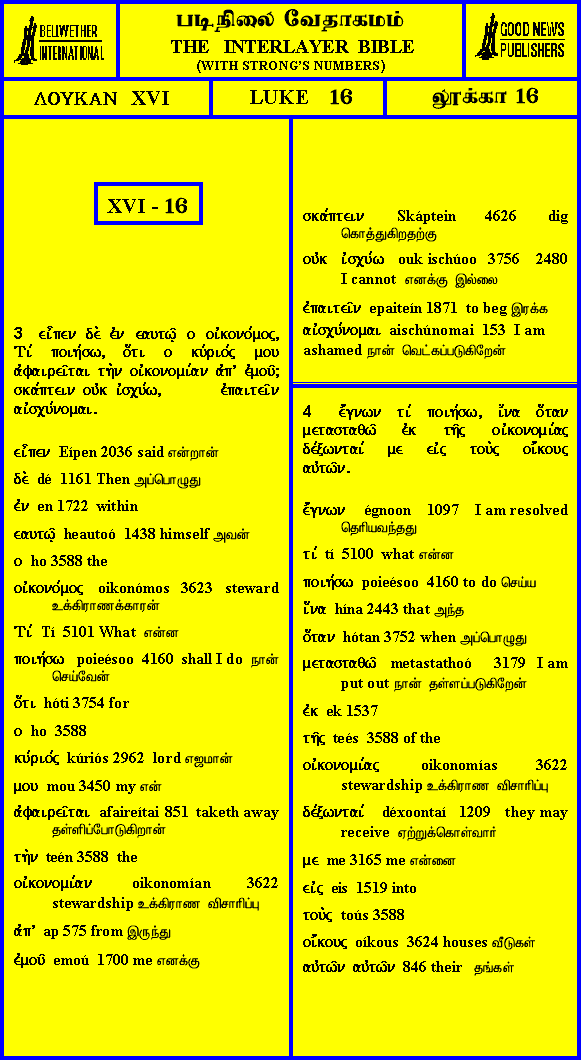 BELLWETHER
INTERNATIONAL
படிநிலை வேதாகமம்
THE INTERLAYER BIBLE
(WITH STRONG'S NUMBERS)
GOOD NEWS
PUBLISHERS
ΛΟΥΚΑΝ XVI
LUKE 16
லூக்கா 16
XVI - 16
3 εἶπεν δὲ ἐν εαυτῷ ο οἰκονόμος,
Τί ποιήσω, ὅτι ο κύριός μου
ἀφαιρεῖται τὴν οἰκονομίαν ἀπ' ἐμοῦ;
σκάπτειν οὐκ ἰσχύω, ἐπαιτεῖν
αἰσχύνομαι.
εἶπεν Eípen 2036 said என்றான்
δὲ dé 1161 Then அப்பொழுது
ἐν en 1722 within
εαυτῷ heautoó 1438 himself அவன்
ο ho 3588 the
οἰκονόμος oikonómos 3623 steward
உக்கிராணக்காரன்
Τί Tí 5101 What என்ன
ποιήσω poieésoo 4160 shall I do நான்
செய்வேன்
ὅτι hóti 3754 for
ο ho 3588
κύριός kúriós 2962 lord எஜமான்
μου mou 3450 my என்
ἀφαιρεῖται afaireítai 851 taketh away
தள்ளிப்போடுகிறான்
τὴν teén 3588 the
οἰκονομίαν oikonomían 3622
stewardship உக்கிராண விசாரிப்பு
ἀπ' ap 575 from இருந்து
ἐμοῦ emoú 1700 me எனக்கு
σκάπτειν Skáptein 4626 dig
கொத்துகிறதற்கு
οὐκ ἰσχύω ouk ischúoo 3756 2480
I cannot எனக்கு இல்லை
ἐπαιτεῖν epaiteín 1871 to beg இரக்க
αἰσχύνομαι aischúnomai 153 I am
ashamed நான் வெட்கப்படுகிறேன்
4 ἔγνων τί ποιήσω, ἵνα ὅταν
μετασταθῶ ἐκ τῆς οἰκονομίας
δέξωνταί με εἰς τοὺς οἴκους
αὐτῶν.
ἔγνων égnoon 1097 I am resolved
தெரியவந்தது
τί tí 5100 what என்ன
ποιήσω poieésoo 4160 to do செய்ய
ἵνα hína 2443 that அந்த
ὅταν hótan 3752 when அப்பொழுது
μετασταθῶ metastathoó 3179 I am
put out நான் தள்ளப்படுகிறேன்
ἐκ ek 1537
τῆς teés 3588 of the
οἰκονομίας oikonomías 3622
stewardship உக்கிராண விசாரிப்பு
δέξωνταί déxoontaí 1209 they may
receive ஏற்றுக்கொள்வார்
με me 3165 me என்னை
εἰς eis 1519 into
τοὺς toús 3588
οἴκους oíkous 3624 houses வீடுகள்
αὐτῶν αὐτῶν 846 their தங்கள்